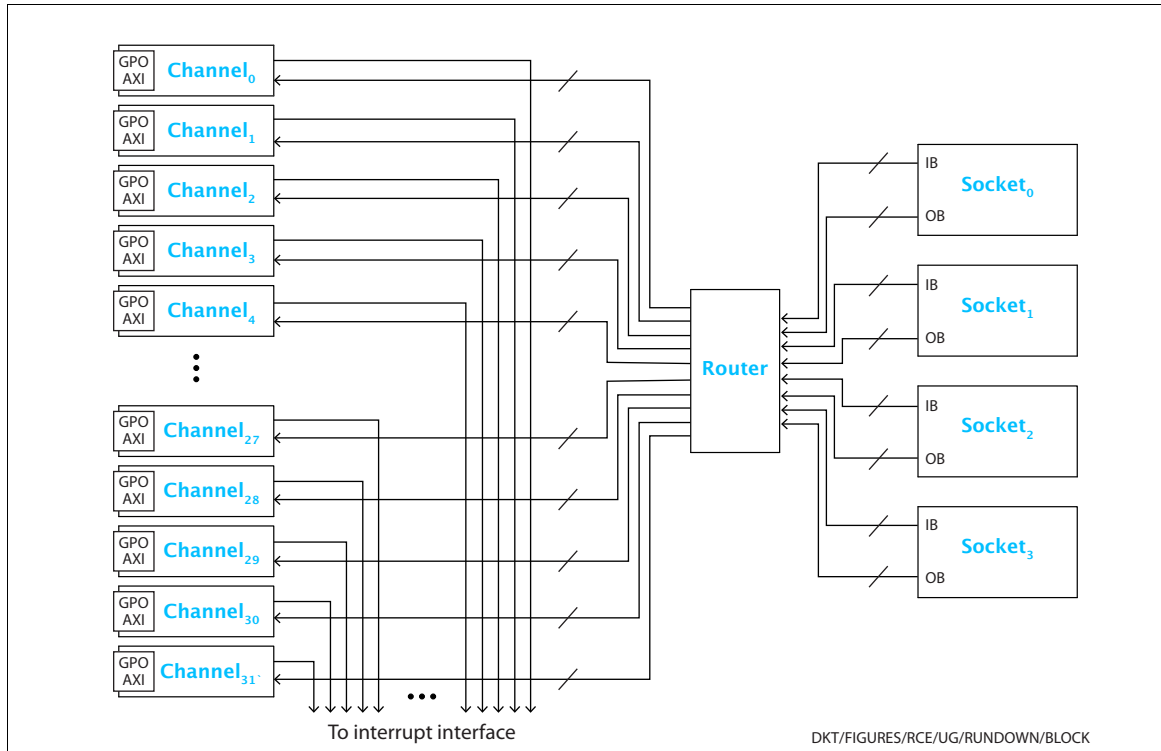 GPO
AXI
Channel0
GPO
AXI
Channel1
GPO
AXI
Channel2
GPO
AXI
Channel3
GPO
AXI
Channel4
GPO
AXI
Channel27
GPO
AXI
Channel28
GPO
AXI
Channel29
GPO
AXI
Channel30
GPO
AXI
Channel31
To interrupt interface
Router
IB
Socket0
OB
IB
Socket1
OB
IB
Socket2
OB
IB
Socket3
OB
DKT/FIGURES/RCE/UG/RUNDOWN/BLOCK